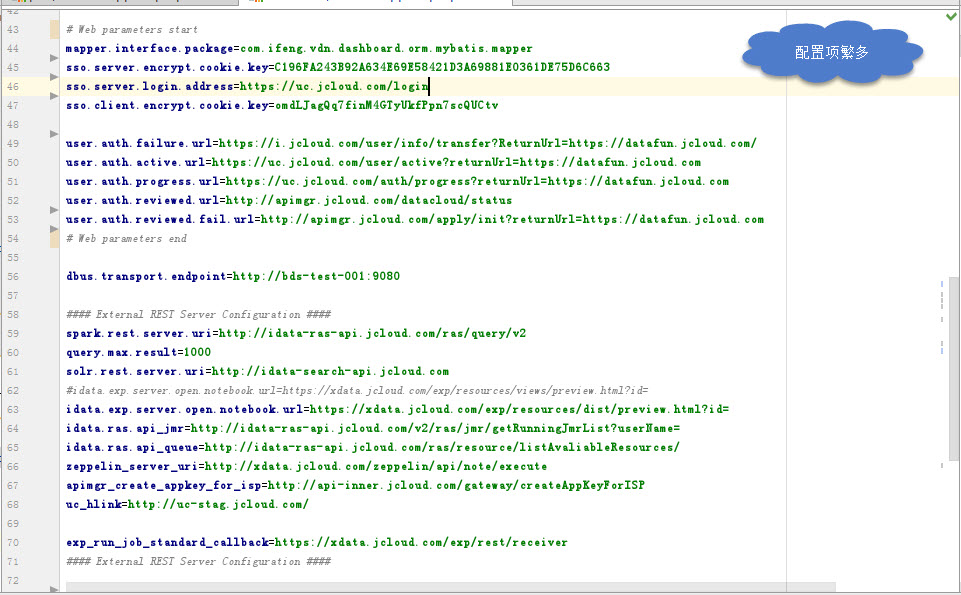 配置项繁多
43 # Web parameters start
44 mapper.interface.package=com.ifeng.vdn.dashboard.orm.mybatis.mapper
45 sso.server.encrypt.cookie.key=C196FA243B92A634E69E58421D3A69881E0361DE75D6C663
46 sso.server.login.address=https://uc.jcloud.com/login
47 sso.client.encrypt.cookie.key=omdLJagQq7finM4GTyUkfPpn7scQUCtv
48
49 user.auth.failure.url=https://i.jcloud.com/user/info/transfer?ReturnUrl=https://datafun.jcloud.com/
50 user.auth.active.url=https://uc.jcloud.com/user/active?returnUrl=https://datafun.jcloud.com
51 user.auth.progress.url=https://uc.jcloud.com/auth/progress?returnUrl=https://datafun.jcloud.com
52 user.auth.reviewed.url=http://apimgr.jcloud.com/datacloud/status
53 user.auth.reviewed.fail.url=http://apimgr.jcloud.com/apply/init?returnUrl=https://datafun.jcloud.com
54 # Web parameters end
55
56 dbus.transport.endpoint=http://bds-test-001:9080
57
58 #### External REST Server Configuration ####
59 spark.rest.server.uri=http://idata-ras-api.jcloud.com/ras/query/v2
60 query.max.result=1000
61 solr.rest.server.uri=http://idata-search-api.jcloud.com
62 #idata.exp.server.open.notebook.url=https://xdata.jcloud.com/exp/resources/views/preview.html?id=
63 idata.exp.server.open.notebook.url=https://xdata.jcloud.com/exp/resources/dist/preview.html?id=
64 idata.ras.api_jmr=http://idata-ras-api.jcloud.com/v2/ras/jmr/getRunningJmrList?userName=
65 idata.ras.api_queue=http://idata-ras-api.jcloud.com/ras/resource/listAvaliableResources/
66 zeppelin_server_uri=http://xdata.jcloud.com/zeppelin/api/note/execute
67 apimgr_create_appkey_for_isp=http://api-inner.jcloud.com/gateway/createAppKeyForISP
68 uc_hlink=http://uc-stag.jcloud.com/
69
70 exp_run_job_standard_callback=https://xdata.jcloud.com/exp/rest/receiver
71 #### External REST Server Configuration ####
72